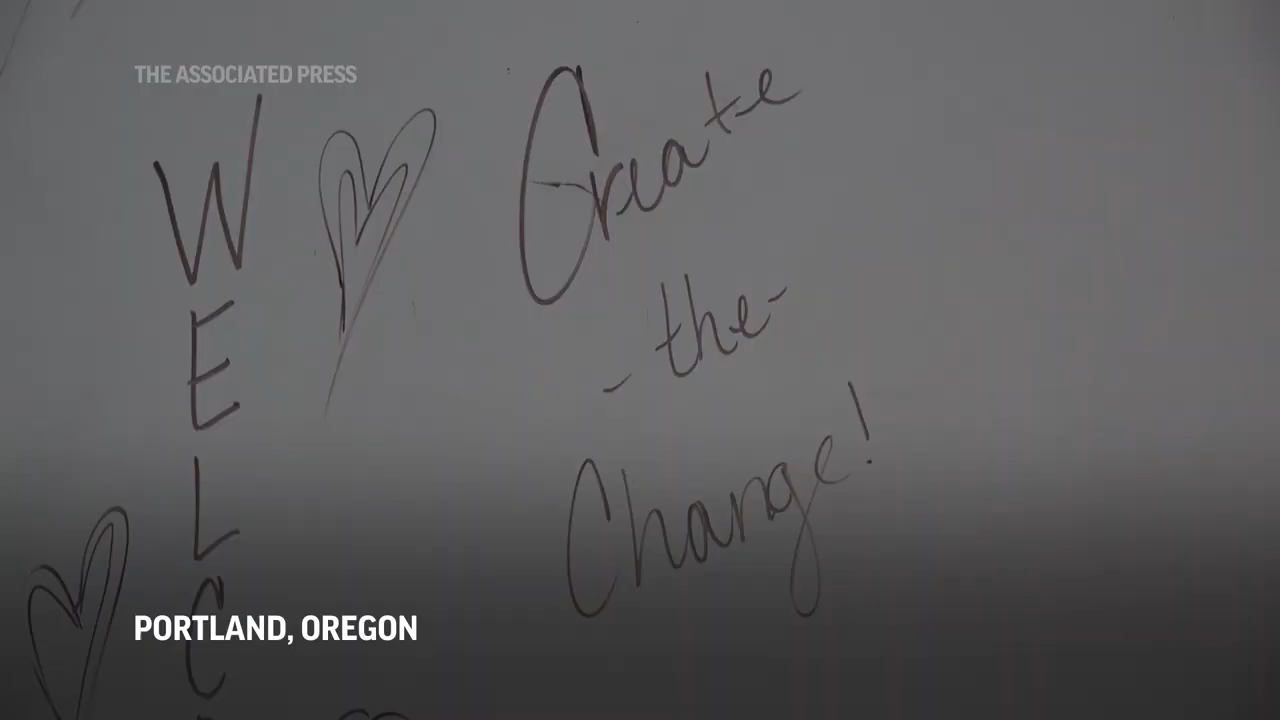 THE ASSOCIATED PRESS
Create
-the-
Change!
W
E
L
C
PORTLAND, OREGON